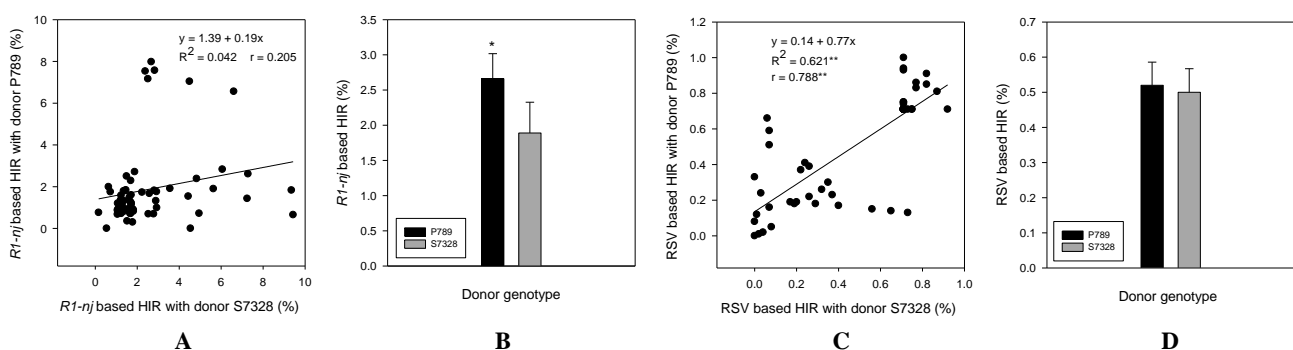 y = 1.39 + 0.19x
R2 = 0.042 r = 0.205
R1-nj based HIR with donor P789 (%)
10
8
6
4
2
0
0 2 4 6 8 10
R1-nj based HIR with donor S7328 (%)
A
*
R1-nj based HIR (%)
3.5
3.0
2.5
2.0
1.5
1.0
0.5
0.0
P789
S7328
Donor genotype
B
y = 0.14 + 0.77x
R2 = 0.621**
r = 0.788**
RSV based HIR with donor P789 (%)
1.2
1.0
0.8
0.6
0.4
0.2
0.0
0.0 0.2 0.4 0.6 0.8 1.0
RSV based HIR with donor S7328 (%)
C
RSV based HIR (%)
0.7
0.6
0.5
0.4
0.3
0.2
0.1
0.0
P789
S7328
Donor genotype
D